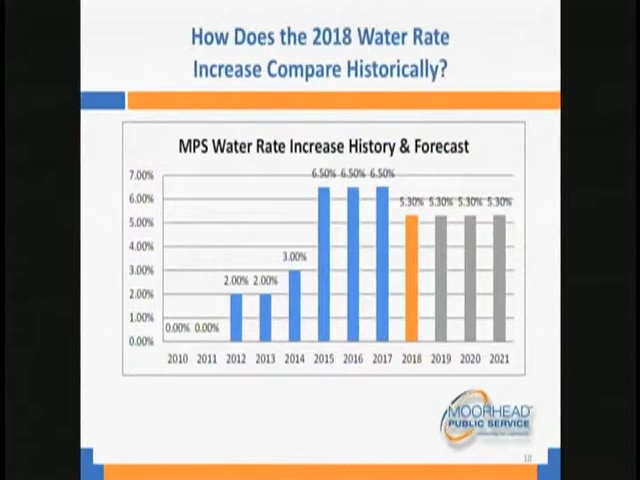 How Does the 2018 Water Rate
Increase Compare Historically?
MPS Water Rate Increase History & Forecast
7.00%
6.00%
5.00%
4.00%
3.00%
2.00%
1.00%
0.00%
0.00% 0.00% 2.00% 2.00% 3.00% 6.50% 6.50% 6.50% 5.30% 5.30% 5.30% 5.30%
2010 2011 2012 2013 2014 2015 2016 2017 2018 2019 2020 2021
MOORHEAD
PUBLIC SERVICE
10